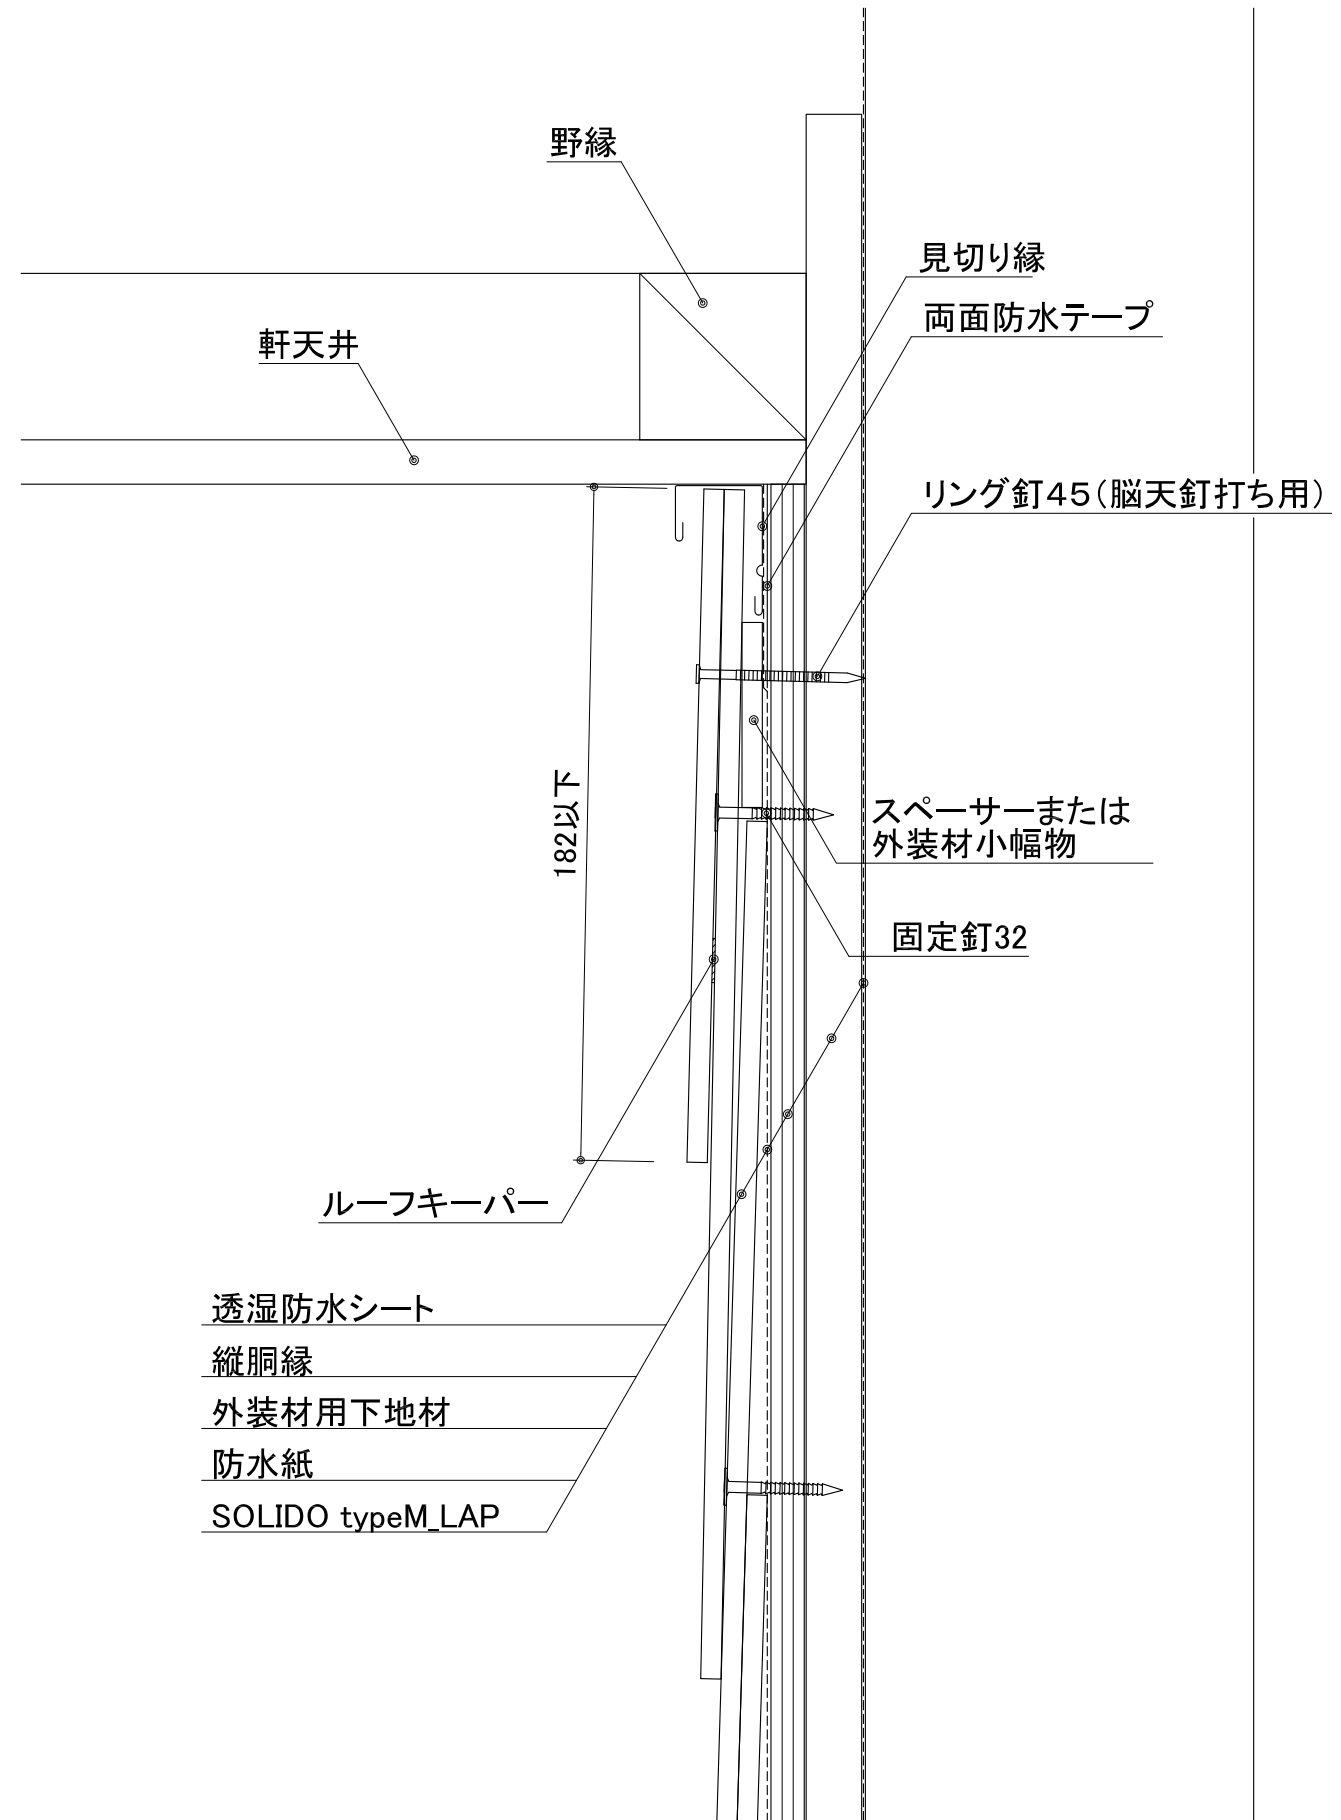 野縁
見切り縁
両面防水テープ
軒天井
リング釘45(脳天釘打ち用)
182以下
スペーサーまたは
外装材小幅物
固定釘32
ルーフキーパー
透湿防水シート
縦胴縁
外装材用下地材
防水紙
SOLIDO typeM_LAP